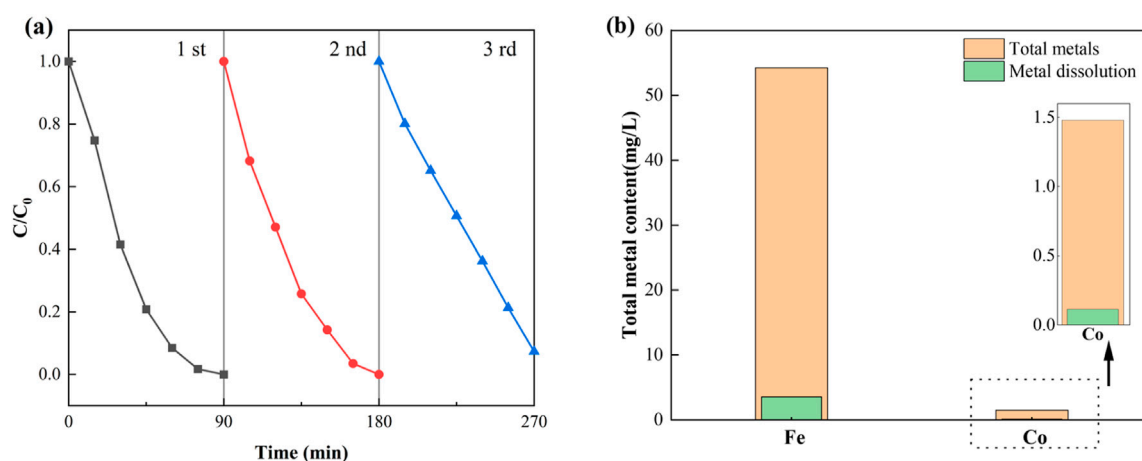 (a)
1 st
2 nd
3 rd
1.0
0.8
0.6
0.4
0.2
0.0
C/C0
0
90
180
270
Time (min)
(b)
Total metals
Metal dissolution
60
50
40
30
20
10
0
Total metal content(mg/L)
1.5
1.0
0.5
0.0
Co
Fe
Co